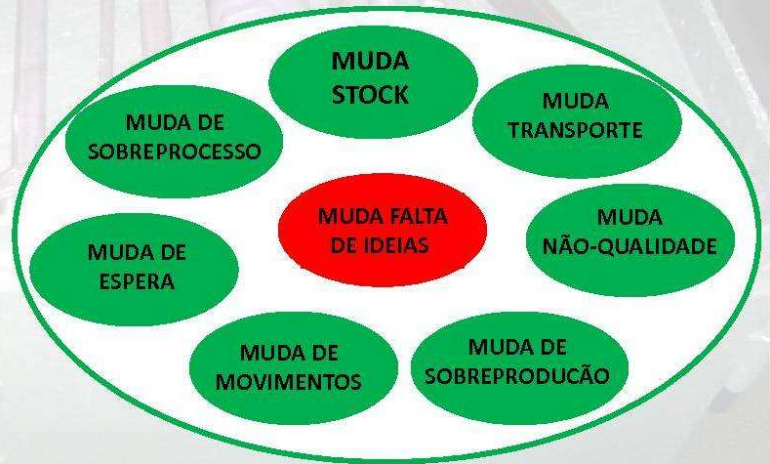 MUDA
STOCK
MUDA
TRANSPORTE
MUDA DE
SOBREPROCESSO
MUDA FALTA
DE IDEIAS
MUDA
NÃO-QUALIDADE
MUDA DE
ESPERA
MUDA DE
MOVIMENTOS
MUDA DE
SOBREPRODUCÃO